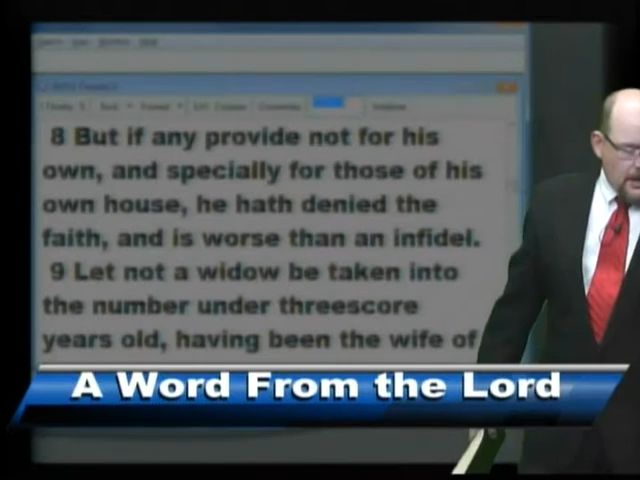 8 But if any provide not for his
own, and specially for those of his
own house, he hath denied the
faith, and is worse than an infidel.
9 Let not a widow be taken into
the number under threescore
years old, having been the wife of
A Word From the Lord